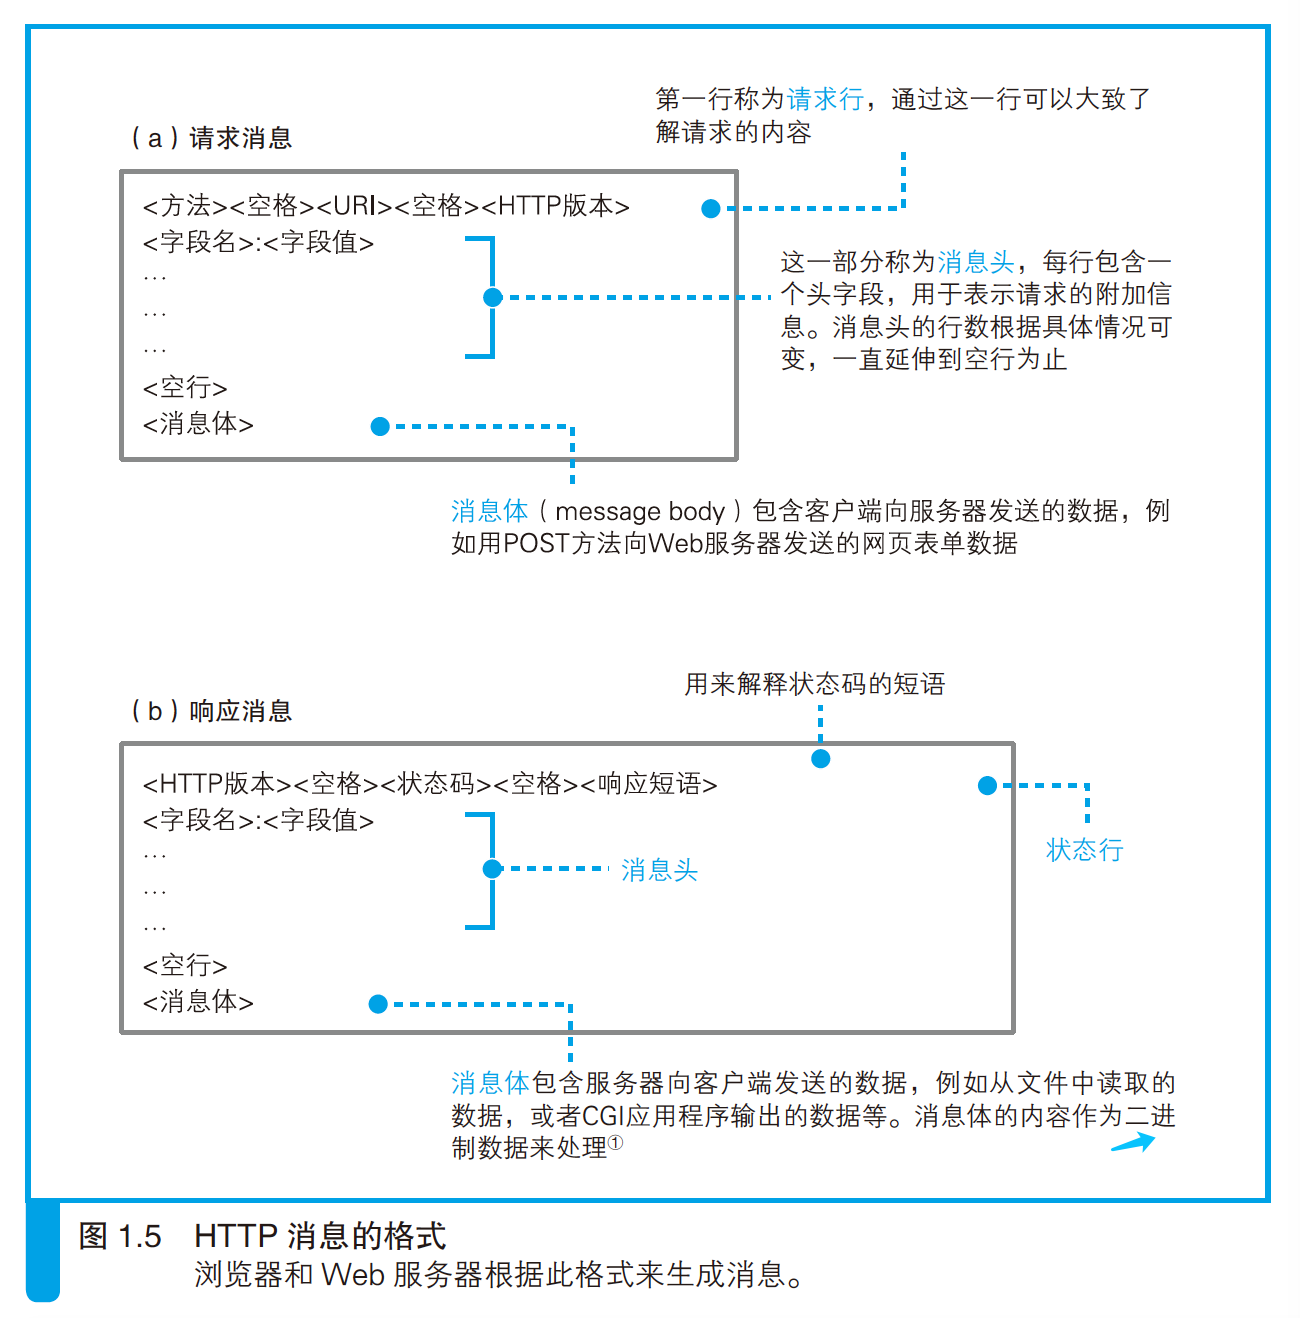 第一行称为请求行，通过这一行可以大致了
解请求的内容
（a）请求消息
<方法><空格><URI><空格><HTTP版本>
<字段名>:<字段值>
…
…
…
<空行>
<消息体>
这一部分称为消息头，每行包含一
个头字段，用于表示请求的附加信
息。消息头的行数根据具体情况可
变，一直延伸到空行为止
消息体（message body）包含客户端向服务器发送的数据，例
如用POST方法向Web服务器发送的网页表单数据
用来解释状态码的短语
（b）响应消息
<HTTP版本><空格><状态码><空格><响应短语>
<字段名>:<字段值>
…
…
…
<空行>
<消息体>
状态行
消息头
消息体包含服务器向客户端发送的数据，例如从文件中读取的
数据，或者CGI应用程序输出的数据等。消息体的内容作为二进
制数据来处理①
图 1.5 HTTP 消息的格式
浏览器和 Web 服务器根据此格式来生成消息。